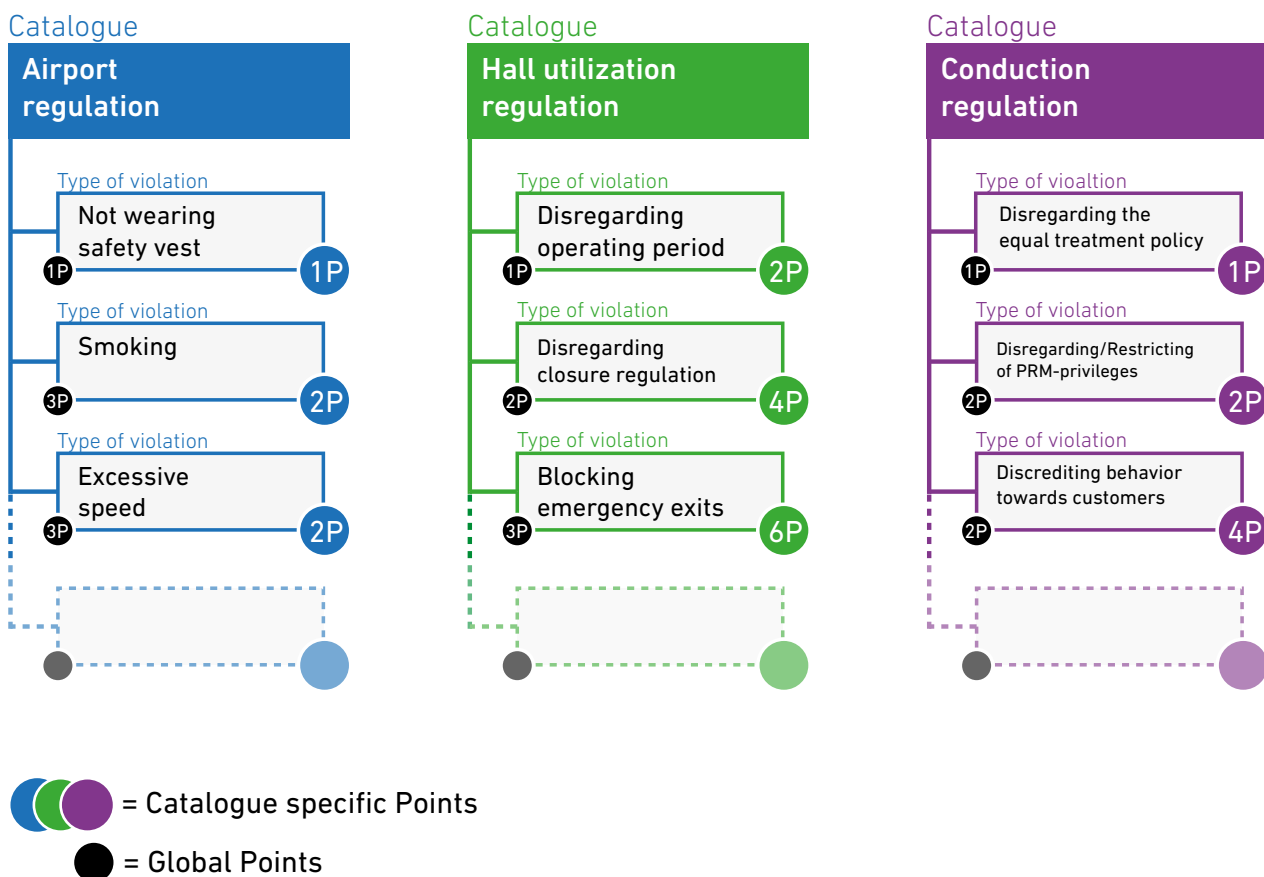 Catalogue
Airport
regulation
Type of violation
Not wearing
safety vest
1P
1P
Type of violation
Smoking
3P
2P
Type of violation
Excessive
speed
3P
2P
Catalogue
Hall utilization
regulation
Type of violation
Disregarding
operating period
1P
2P
Type of violation
Disregarding
closure regulation
2P
4P
Type of violation
Blocking
emergency exits
3P
6P
Catalogue
Conduction
regulation
Type of vioaltion
Disregarding the
equal treatment policy
1P
1P
Type of violation
Disregarding/Restricting
of PRM-privileges
2P
2P
Type of violation
Discrediting behavior
towards customers
2P
4P
= Catalogue specific Points
= Global Points